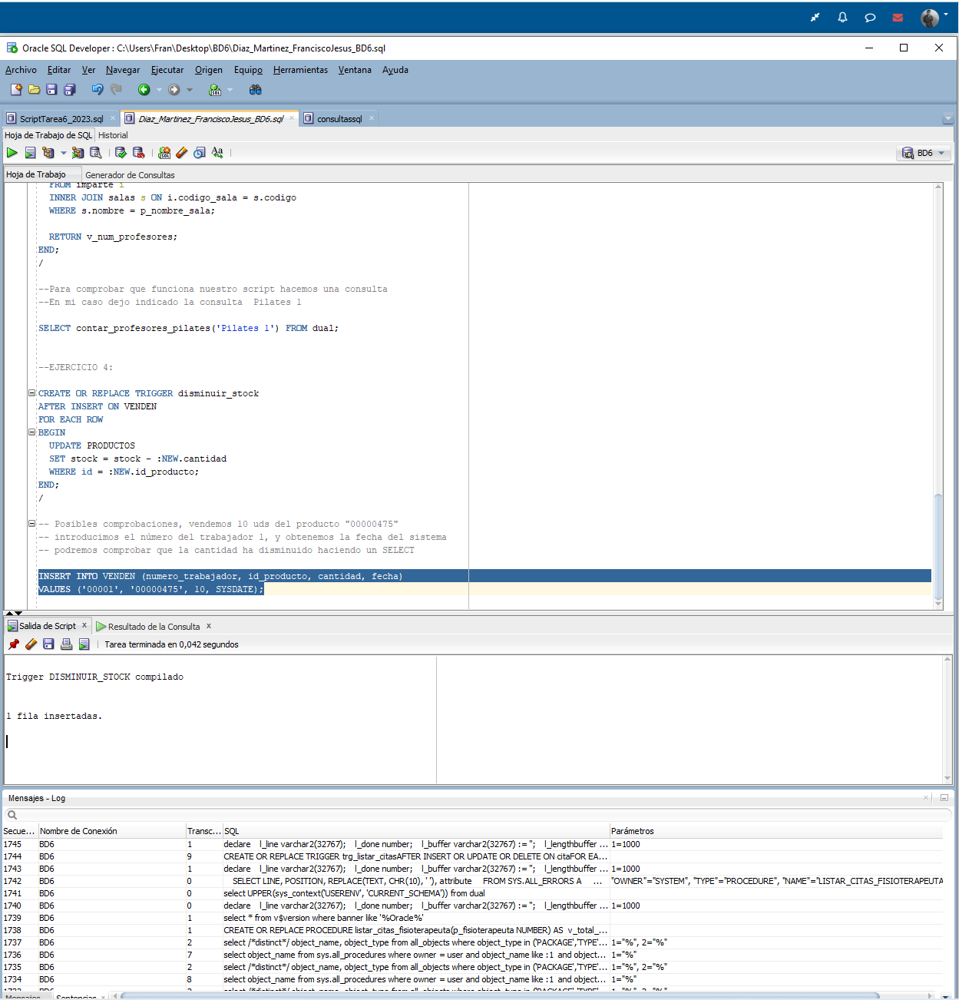 Oracle SQL Developer : C:\Users\Fran\Desktop\BD6\Diaz_Martinez_FranciscoJesus_BD6.sql
Archivo Editar Ver Navegar Ejecutar Origen Equipo Herramientas Ventana Ayuda
ScriptTarea6_2023.sql × Diaz_Martinez_FranciscoJesus_BD6.sql × consultassql ×
Hoja de Trabajo de SQL Historial
BD6
Hoja de Trabajo Generador de Consultas
FROM imparte i
INNER JOIN salas s ON i.codigo_sala = s.codigo
WHERE s.nombre = p_nombre_sala;
RETURN v_num_profesores;
END;
/
--Para comprobar que funciona nuestro script hacemos una consulta
--En mi caso dejo indicado la consulta  Pilates 1
SELECT contar_profesores_pilates('Pilates 1') FROM dual;
--EJERCICIO 4:
CREATE OR REPLACE TRIGGER disminuir_stock
AFTER INSERT ON VENDEN
FOR EACH ROW
BEGIN
UPDATE PRODUCTOS
SET stock = stock - :NEW.cantidad
WHERE id = :NEW.id_producto;
END;
/
-- Posibles comprobaciones, vendemos 10 uds del producto "00000475"
-- introducimos el número del trabajador 1, y obtenemos la fecha del sistema
-- podremos comprobar que la cantidad ha disminuido haciendo un SELECT
INSERT INTO VENDEN (numero_trabajador, id_producto, cantidad, fecha)
VALUES ('00001', '00000475', 10, SYSDATE);
Salida de Script × Resultado de la Consulta ×
Tarea terminada en 0,042 segundos
Trigger DISMINUIR_STOCK compilado
1 fila insertadas.
Mensajes - Log
Secue... Nombre de Conexión Transc... SQL Parámetros
1745 BD6 1 declare l_line varchar2(32767); l_done number; l_buffer varchar2(32767) := ''; l_lengthbuffer ... 1=1000
1744 BD6 9 CREATE OR REPLACE TRIGGER trg_listar_citasAFTER INSERT OR UPDATE OR DELETE ON citaFOR EA...
1743 BD6 1 declare l_line varchar2(32767); l_done number; l_buffer varchar2(32767) := ''; l_lengthbuffer ... 1=1000
1742 BD6 0 SELECT LINE, POSITION, REPLACE(TEXT, CHR(10), ' '), attribute FROM SYS.ALL_ERRORS A ... "OWNER"="SYSTEM", "TYPE"="PROCEDURE", "NAME"="LISTAR_CITAS_FISIOTERAPEUTA
1741 BD6 0 select UPPER(sys_context('USERENV', 'CURRENT_SCHEMA')) from dual
1740 BD6 0 declare l_line varchar2(32767); l_done number; l_buffer varchar2(32767) := ''; l_lengthbuffer ... 1=1000
1739 BD6 1 select * from v$version where banner like '%Oracle%'
1738 BD6 1 CREATE OR REPLACE PROCEDURE listar_citas_fisioterapeuta(p_fisioterapeuta NUMBER) AS v_total_...
1737 BD6 2 select /*distinct*/ object_name, object_type from all_objects where object_type in ('PACKAGE','TYPE'... 1="%", 2="%"
1736 BD6 7 select object_name from sys.all_procedures where owner = user and object_name like :1 and object... 1="%"
1735 BD6 2 select /*distinct*/ object_name, object_type from all_objects where object_type in ('PACKAGE','TYPE'... 1="%", 2="%"
1734 BD6 8 select object_name from sys.all_procedures where owner = user and object_name like :1 and object... 1="%"
Mensajes Sentencias ×